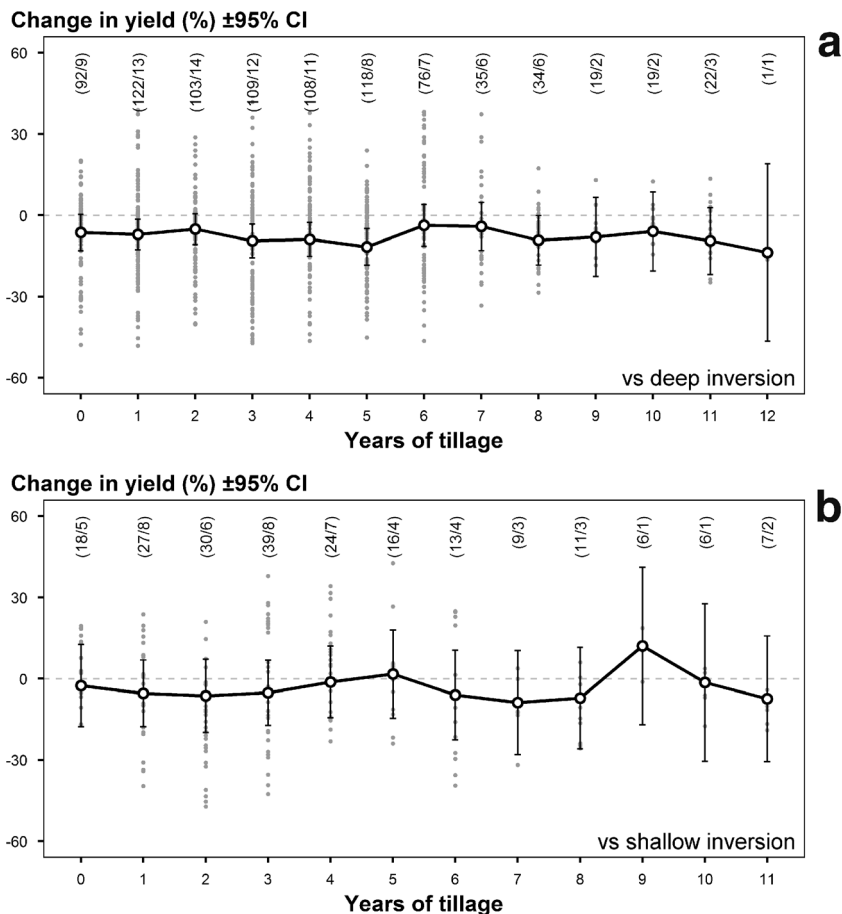 Change in yield (%) ±95% CI
a
60
(92/9) (122/13) (103/14) (109/12) (108/11) (118/8) (76/7) (35/6) (34/6) (19/2) (19/2) (22/3) (1/1)
30
0
-30
-60
vs deep inversion
0 1 2 3 4 5 6 7 8 9 10 11 12
Years of tillage
Change in yield (%) ±95% CI
b
60
(18/5) (27/8) (30/6) (39/8) (24/7) (16/4) (13/4) (9/3) (11/3) (6/1) (6/1) (7/2)
30
0
-30
-60
vs shallow inversion
0 1 2 3 4 5 6 7 8 9 10 11
Years of tillage